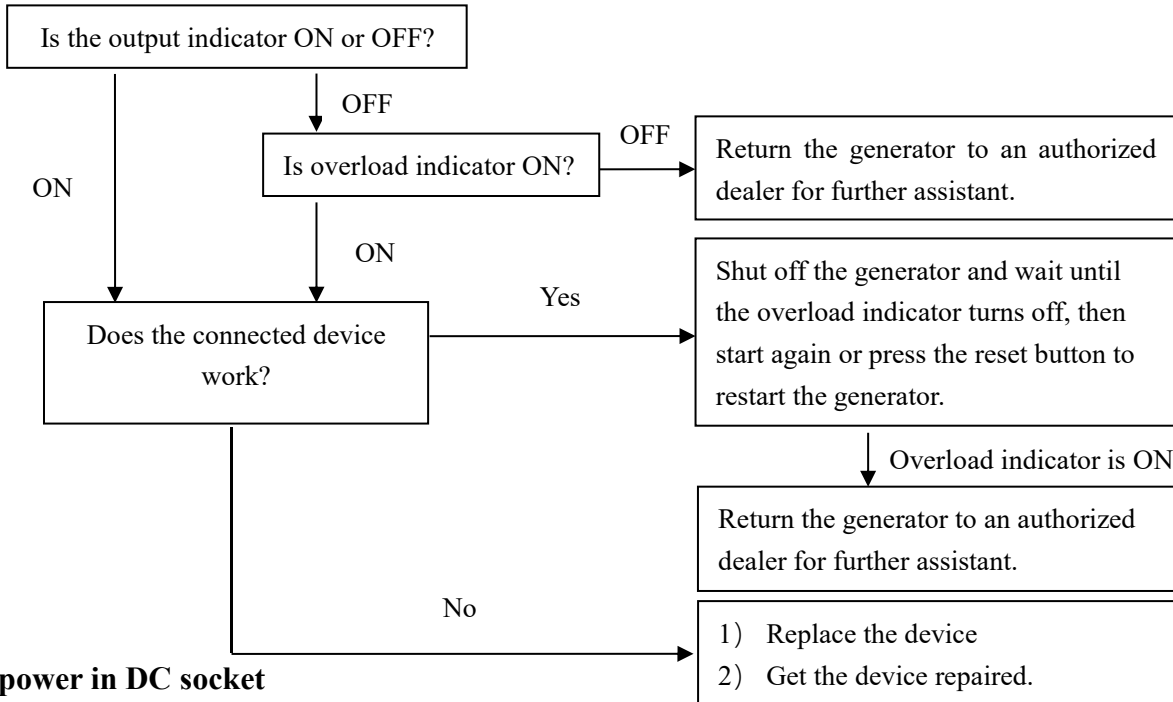 Is the output indicator ON or OFF?
OFF
Is overload indicator ON?
OFF
Return the generator to an authorized
dealer for further assistant.
ON
ON
Does the connected device
work?
Yes
Shut off the generator and wait until
the overload indicator turns off, then
start again or press the reset button to
restart the generator.
Overload indicator is ON
Return the generator to an authorized
dealer for further assistant.
No
1) Replace the device
2) Get the device repaired.
power in DC socket